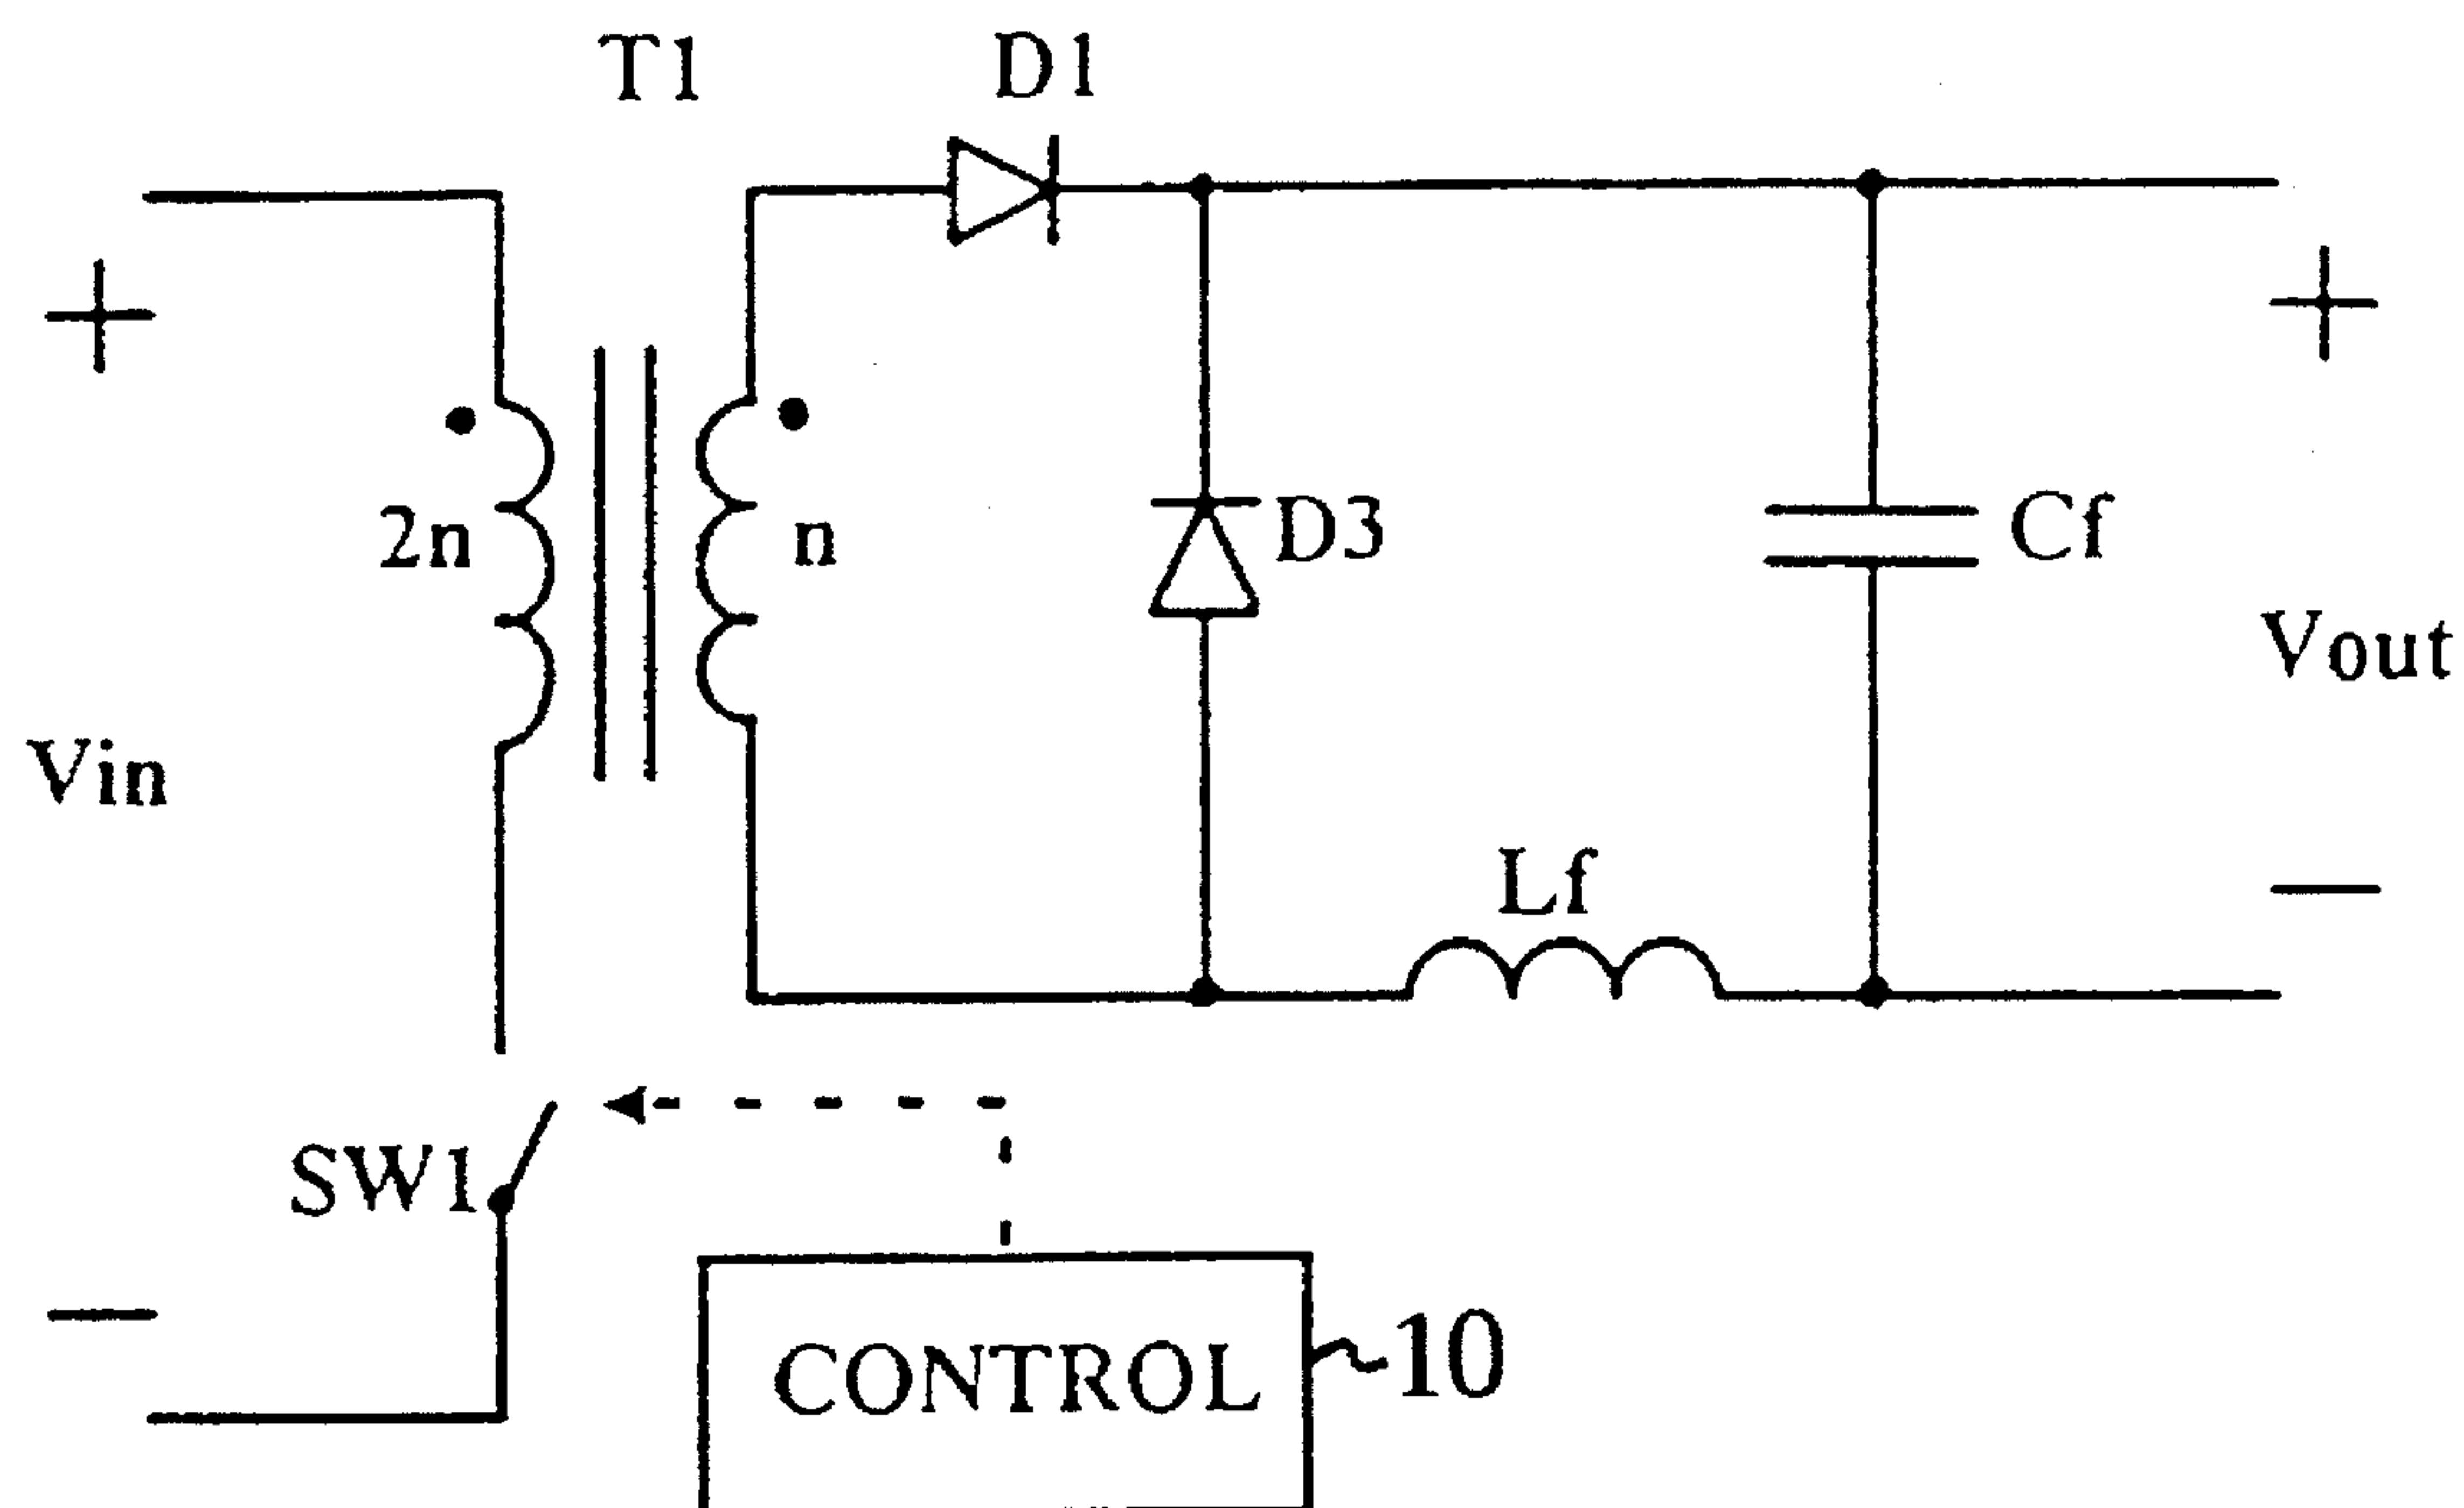 T1
D1
+
+
2n
n
D3
Cf
Vout
Vin
Lf
−
SW1
−
CONTROL
10